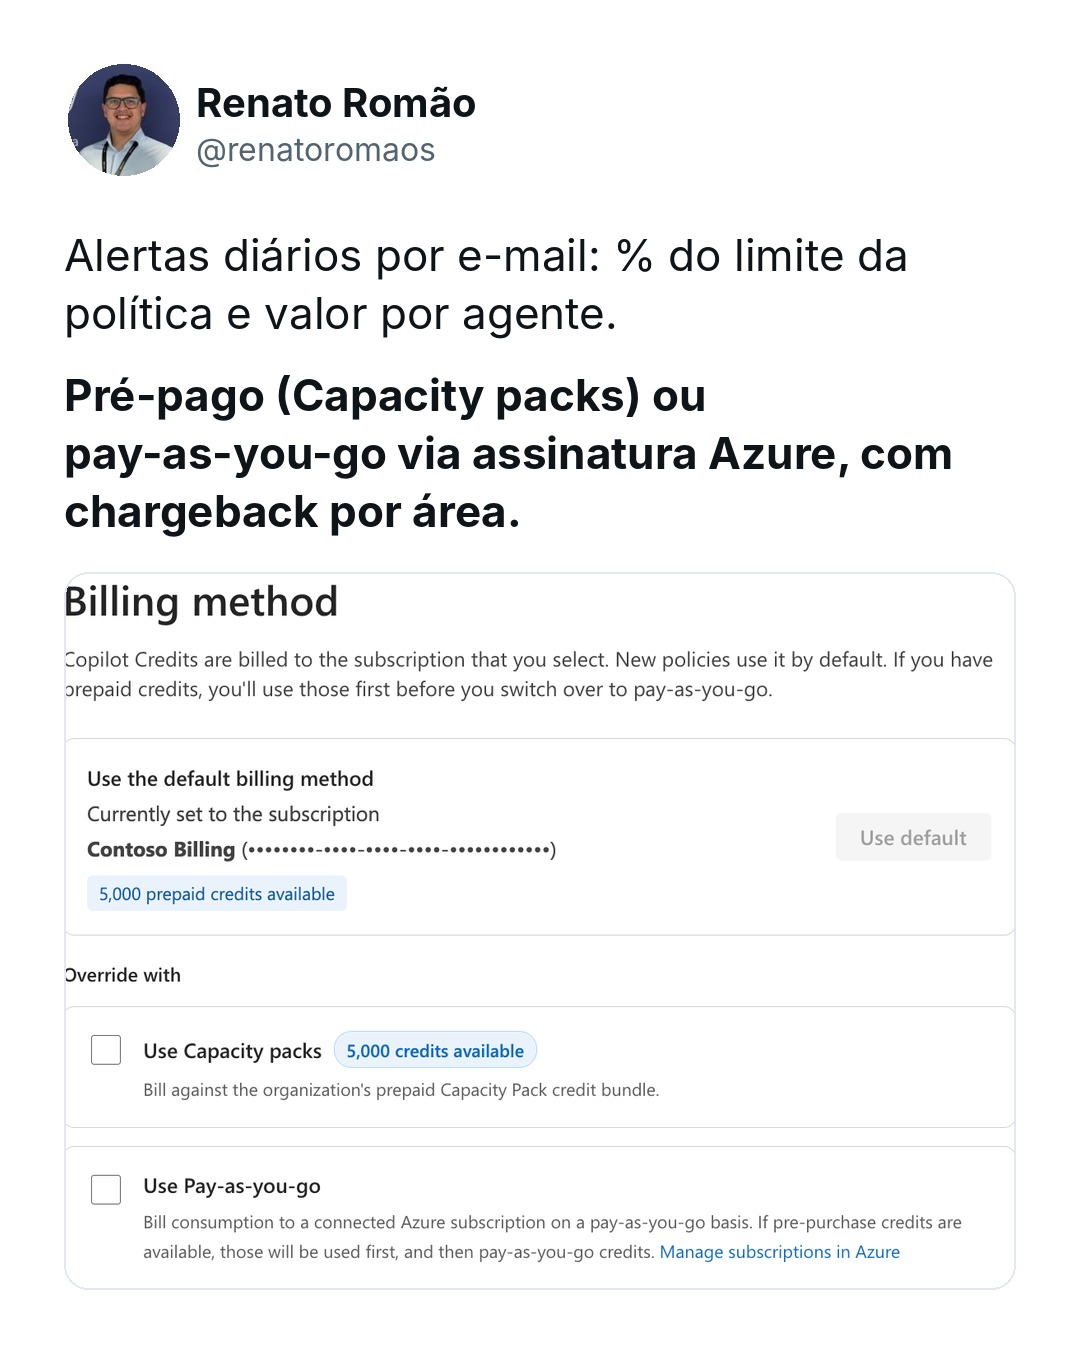 Renato Romão
@renatoromaos
Alertas diários por e-mail: % do limite da
política e valor por agente.
Pré-pago (Capacity packs) ou
pay-as-you-go via assinatura Azure, com
chargeback por área.
Billing method
Copilot Credits are billed to the subscription that you select. New policies use it by default. If you have
prepaid credits, you'll use those first before you switch over to pay-as-you-go.
Use the default billing method
Currently set to the subscription
Contoso Billing (••••••••-••••-••••-••••-••••••••••••)
Use default
5,000 prepaid credits available
Override with
Use Capacity packs 5,000 credits available
Bill against the organization's prepaid Capacity Pack credit bundle.
Use Pay-as-you-go
Bill consumption to a connected Azure subscription on a pay-as-you-go basis. If pre-purchase credits are
available, those will be used first, and then pay-as-you-go credits. Manage subscriptions in Azure